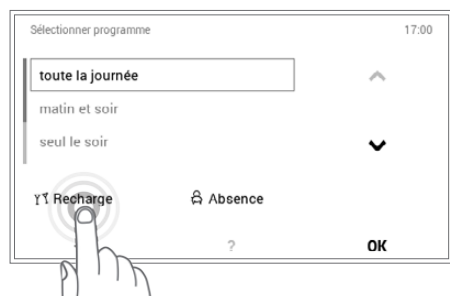 Sélectionner programme 17:00
toute la journée
matin et soir
seul le soir
Recharge Absence
? OK